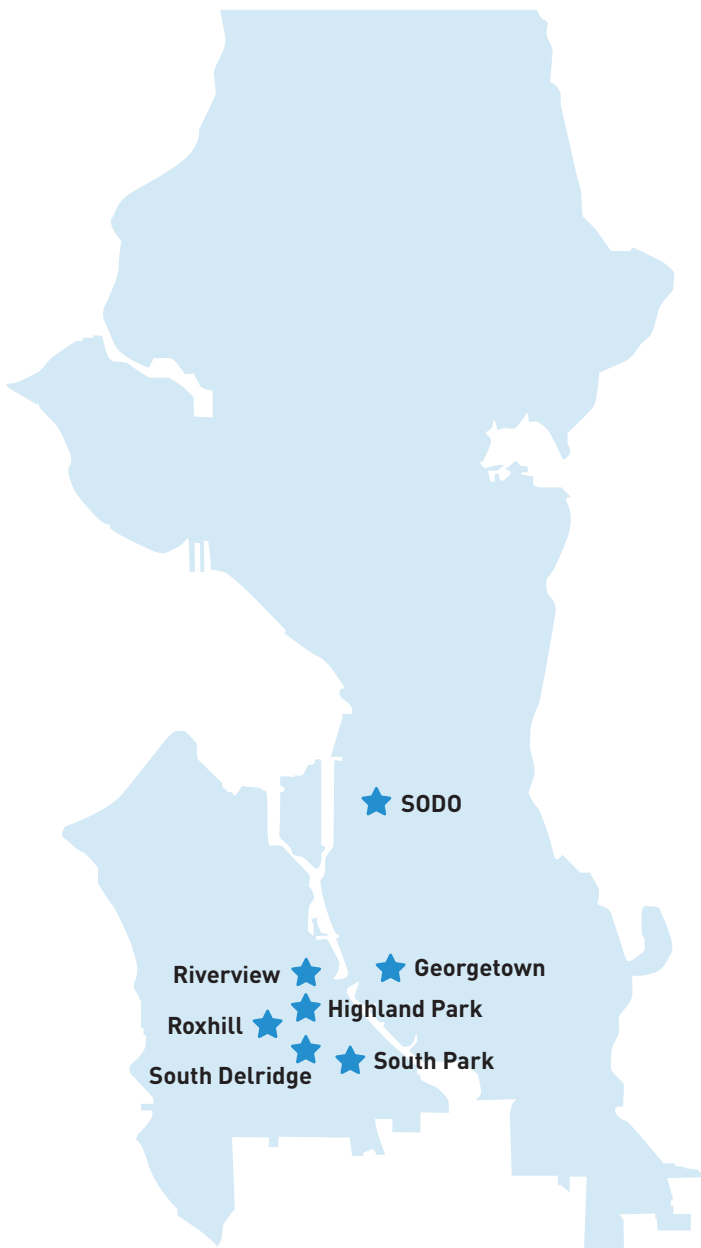 SODO
Georgetown
Riverview
Highland Park
Roxhill
South Park
South Delridge